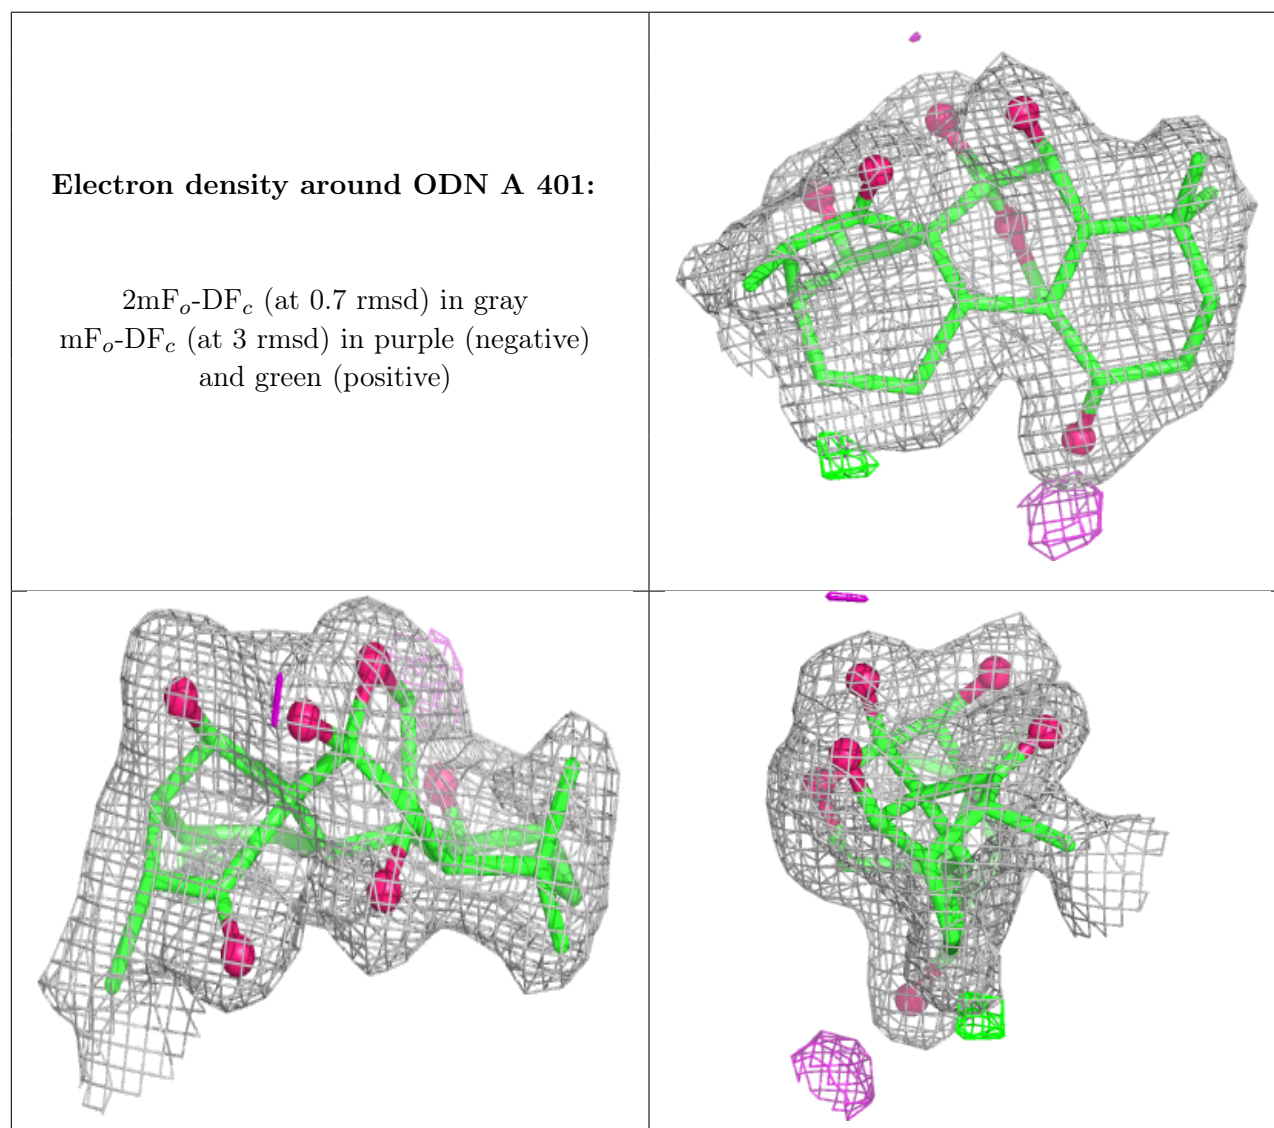 Electron density around ODN A 401:
2mFo-DFc (at 0.7 rmsd) in gray
mFo-DFc (at 3 rmsd) in purple (negative)
and green (positive)